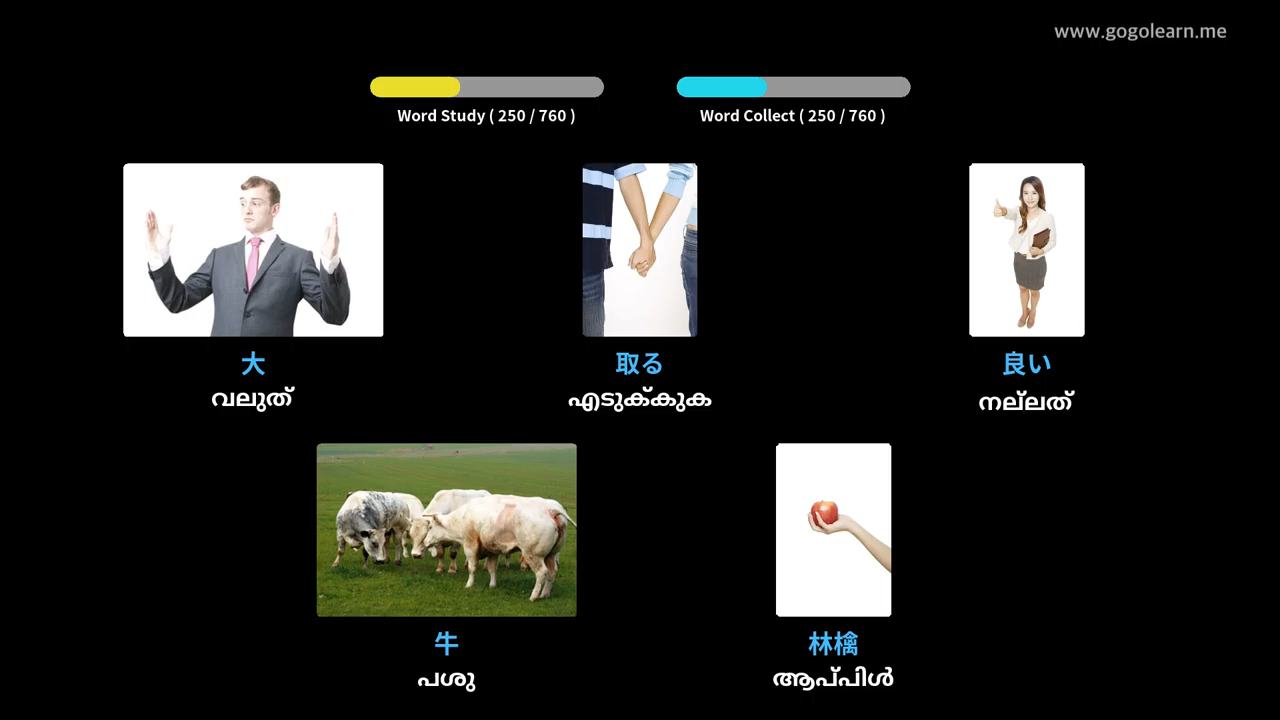 www.gogolearn.me
Word Study ( 250 / 760 )
Word Collect ( 250 / 760 )
大
വലുത്
取る
എടുക്കുക
良い
നല്ലത്
牛
പശു
林檎
ആപ്പിൾ